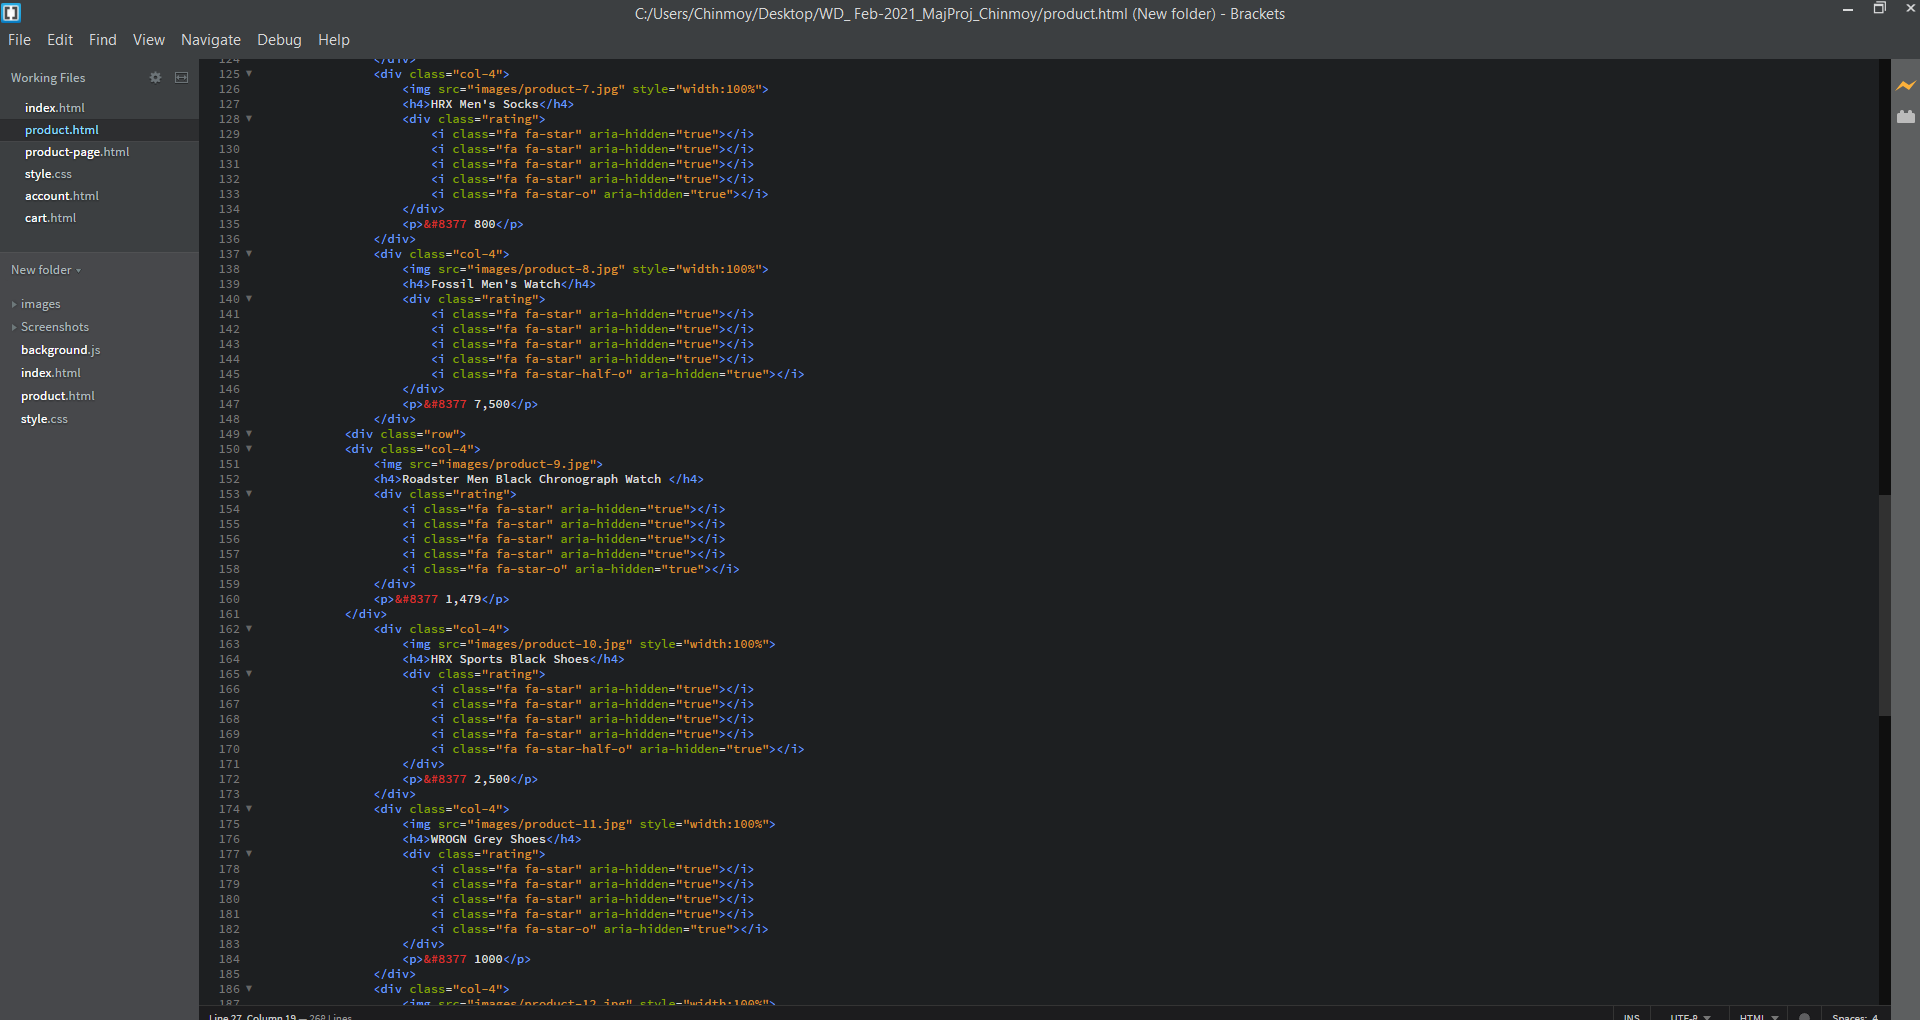 C:/Users/Chinmoy/Desktop/WD_ Feb-2021_MajProj_Chinmoy/product.html (New folder) - Brackets
File Edit Find View Navigate Debug Help
Working Files
index.html
product.html
product-page.html
style.css
account.html
cart.html
New folder
images
Screenshots
background.js
index.html
product.html
style.css
124 </div>
125 <div class="col-4">
126 <img src="images/product-7.jpg" style="width:100%">
127 <h4>HRX Men's Socks</h4>
128 <div class="rating">
129 <i class="fa fa-star" aria-hidden="true"></i>
130 <i class="fa fa-star" aria-hidden="true"></i>
131 <i class="fa fa-star" aria-hidden="true"></i>
132 <i class="fa fa-star" aria-hidden="true"></i>
133 <i class="fa fa-star-o" aria-hidden="true"></i>
134 </div>
135 <p>&#8377 800</p>
136 </div>
137 <div class="col-4">
138 <img src="images/product-8.jpg" style="width:100%">
139 <h4>Fossil Men's Watch</h4>
140 <div class="rating">
141 <i class="fa fa-star" aria-hidden="true"></i>
142 <i class="fa fa-star" aria-hidden="true"></i>
143 <i class="fa fa-star" aria-hidden="true"></i>
144 <i class="fa fa-star" aria-hidden="true"></i>
145 <i class="fa fa-star-half-o" aria-hidden="true"></i>
146 </div>
147 <p>&#8377 7,500</p>
148 </div>
149 <div class="row">
150 <div class="col-4">
151 <img src="images/product-9.jpg">
152 <h4>Roadster Men Black Chronograph Watch </h4>
153 <div class="rating">
154 <i class="fa fa-star" aria-hidden="true"></i>
155 <i class="fa fa-star" aria-hidden="true"></i>
156 <i class="fa fa-star" aria-hidden="true"></i>
157 <i class="fa fa-star" aria-hidden="true"></i>
158 <i class="fa fa-star-o" aria-hidden="true"></i>
159 </div>
160 <p>&#8377 1,479</p>
161 </div>
162 <div class="col-4">
163 <img src="images/product-10.jpg" style="width:100%">
164 <h4>HRX Sports Black Shoes</h4>
165 <div class="rating">
166 <i class="fa fa-star" aria-hidden="true"></i>
167 <i class="fa fa-star" aria-hidden="true"></i>
168 <i class="fa fa-star" aria-hidden="true"></i>
169 <i class="fa fa-star" aria-hidden="true"></i>
170 <i class="fa fa-star-half-o" aria-hidden="true"></i>
171 </div>
172 <p>&#8377 2,500</p>
173 </div>
174 <div class="col-4">
175 <img src="images/product-11.jpg" style="width:100%">
176 <h4>WROGN Grey Shoes</h4>
177 <div class="rating">
178 <i class="fa fa-star" aria-hidden="true"></i>
179 <i class="fa fa-star" aria-hidden="true"></i>
180 <i class="fa fa-star" aria-hidden="true"></i>
181 <i class="fa fa-star" aria-hidden="true"></i>
182 <i class="fa fa-star-o" aria-hidden="true"></i>
183 </div>
184 <p>&#8377 1000</p>
185 </div>
186 <div class="col-4">
187 <img src="images/product-12.jpg" style="width:100%">
Line 27, Column 19 — 268 Lines INS UTF-8 HTML Spaces: 4